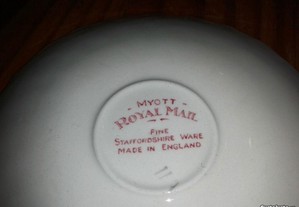 MYOTT
ROYAL MAIL
FINE
STAFFORDSHIRE WARE
MADE IN ENGLAND